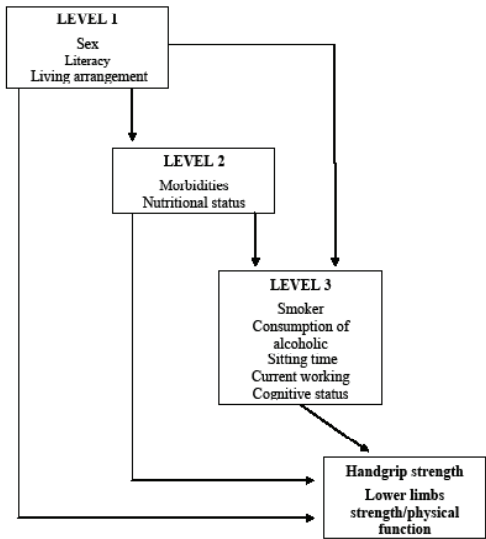 LEVEL 1
Sex
Literacy
Living arrangement
LEVEL 2
Morbidities
Nutritional status
LEVEL 3
Smoker
Consumption of
alcoholic
Sitting time
Current working
Cognitive status
Handgrip strength
Lower limbs
strength/physical
function